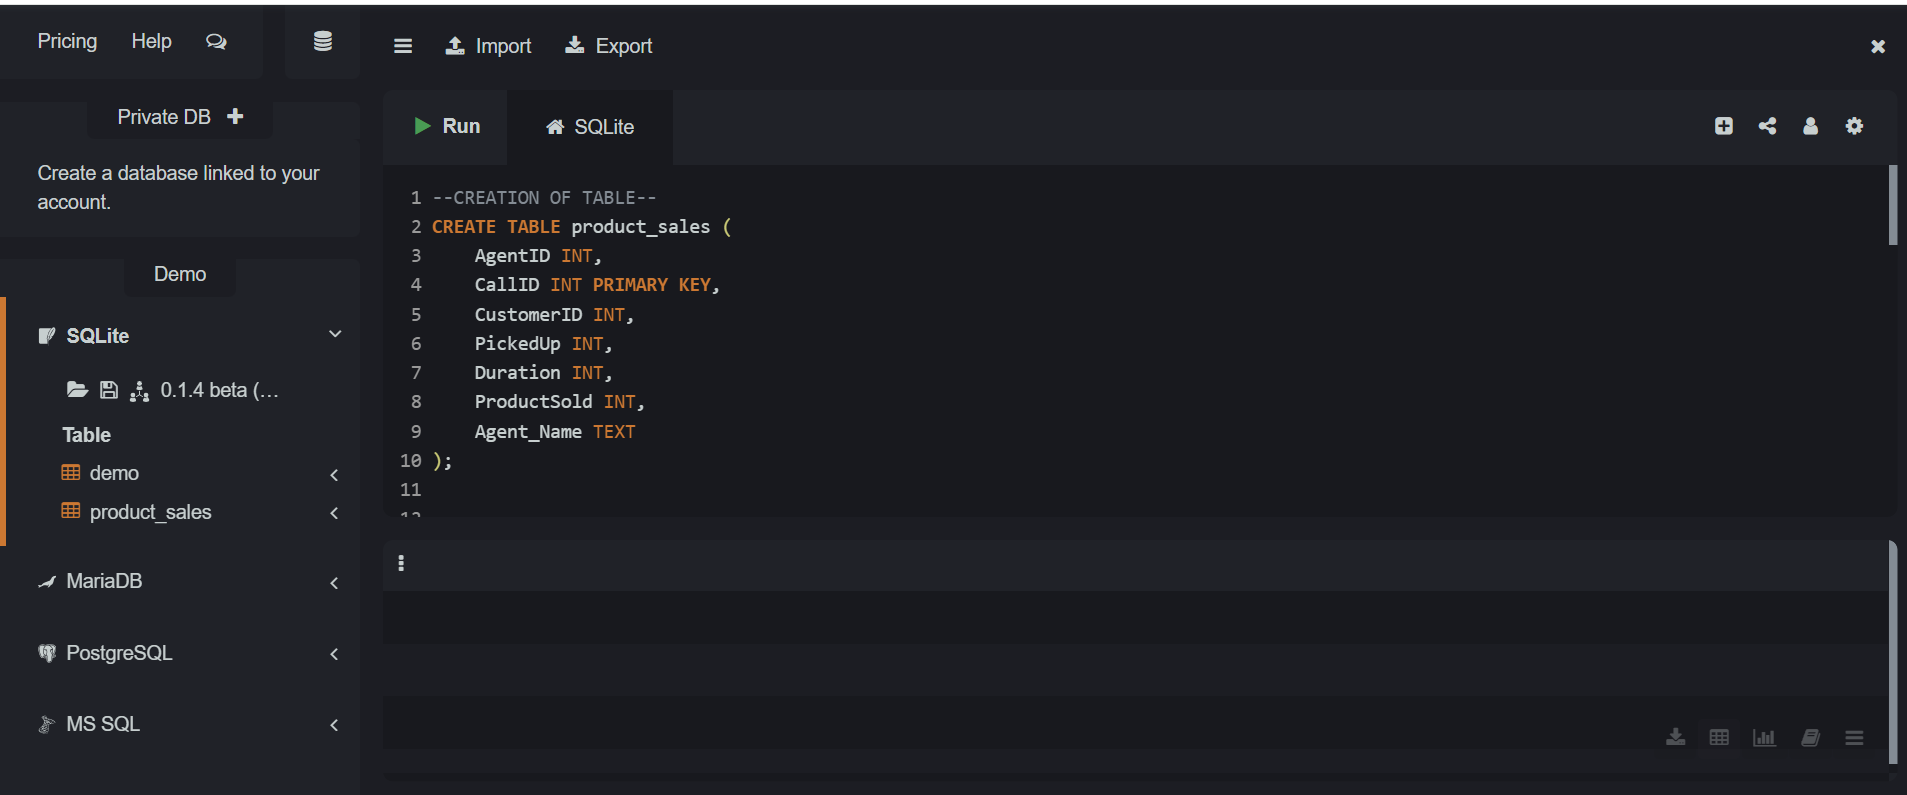 Pricing Help
Import Export
Private DB
Create a database linked to your
account.
Demo
SQLite
0.1.4 beta (…
Table
demo
product_sales
MariaDB
PostgreSQL
MS SQL
Run SQLite
1 --CREATION OF TABLE--
2 CREATE TABLE product_sales (
3 AgentID INT,
4 CallID INT PRIMARY KEY,
5 CustomerID INT,
6 PickedUp INT,
7 Duration INT,
8 ProductSold INT,
9 Agent_Name TEXT
10 );
11